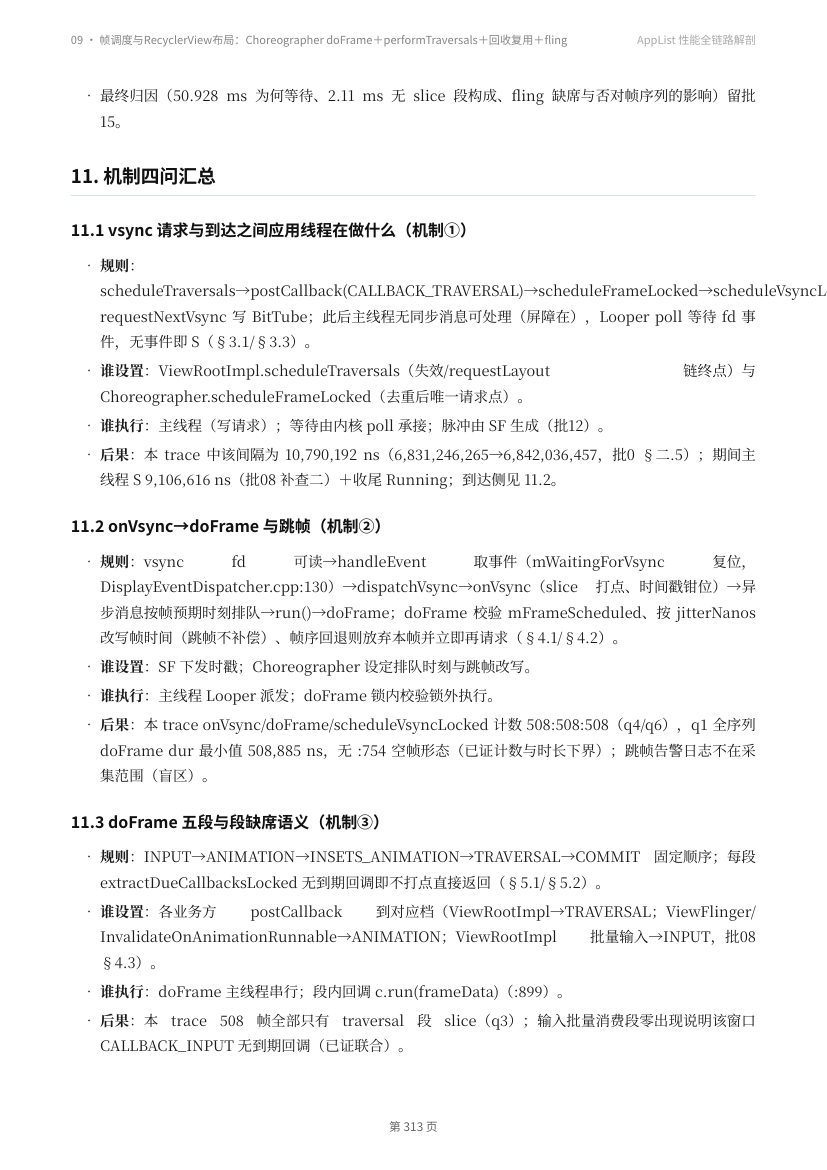 09 · 帧调度与RecyclerView布局：Choreographer doFrame＋performTraversals＋回收复用＋fling
AppList 性能全链路解剖
· 最终归因（50.928 ms 为何等待、2.11 ms 无 slice 段构成、fling 缺席与否对帧序列的影响）留批
15。
11. 机制四问汇总
11.1 vsync 请求与到达之间应用线程在做什么（机制①）
· 规则：
scheduleTraversals→postCallback(CALLBACK_TRAVERSAL)→scheduleFrameLocked→scheduleVsyncL
requestNextVsync 写 BitTube；此后主线程无同步消息可处理（屏障在），Looper poll 等待 fd 事
件，无事件即 S（§3.1/§3.3）。
· 谁设置：ViewRootImpl.scheduleTraversals（失效/requestLayout 链终点）与
Choreographer.scheduleFrameLocked（去重后唯一请求点）。
· 谁执行：主线程（写请求）；等待由内核 poll 承接；脉冲由 SF 生成（批12）。
· 后果：本 trace 中该间隔为 10,790,192 ns（6,831,246,265→6,842,036,457，批0 §二.5）；期间主
线程 S 9,106,616 ns（批08 补查二）＋收尾 Running；到达侧见 11.2。
11.2 onVsync→doFrame 与跳帧（机制②）
· 规则：vsync fd 可读→handleEvent 取事件（mWaitingForVsync 复位，
DisplayEventDispatcher.cpp:130）→dispatchVsync→onVsync（slice 打点、时间戳钳位）→异
步消息按帧预期时刻排队→run()→doFrame；doFrame 校验 mFrameScheduled、按 jitterNanos
改写帧时间（跳帧不补偿）、帧序回退则放弃本帧并立即再请求（§4.1/§4.2）。
· 谁设置：SF 下发时戳；Choreographer 设定排队时刻与跳帧改写。
· 谁执行：主线程 Looper 派发；doFrame 锁内校验锁外执行。
· 后果：本 trace onVsync/doFrame/scheduleVsyncLocked 计数 508:508:508（q4/q6），q1 全序列
doFrame dur 最小值 508,885 ns，无 :754 空帧形态（已证计数与时长下界）；跳帧告警日志不在采
集范围（盲区）。
11.3 doFrame 五段与段缺席语义（机制③）
· 规则：INPUT→ANIMATION→INSETS_ANIMATION→TRAVERSAL→COMMIT 固定顺序；每段
extractDueCallbacksLocked 无到期回调即不打点直接返回（§5.1/§5.2）。
· 谁设置：各业务方 postCallback 到对应档（ViewRootImpl→TRAVERSAL；ViewFlinger/
InvalidateOnAnimationRunnable→ANIMATION；ViewRootImpl 批量输入→INPUT，批08
§4.3）。
· 谁执行：doFrame 主线程串行；段内回调 c.run(frameData)（:899）。
· 后果：本 trace 508 帧全部只有 traversal 段 slice（q3）；输入批量消费段零出现说明该窗口
CALLBACK_INPUT 无到期回调（已证联合）。
第 313 页